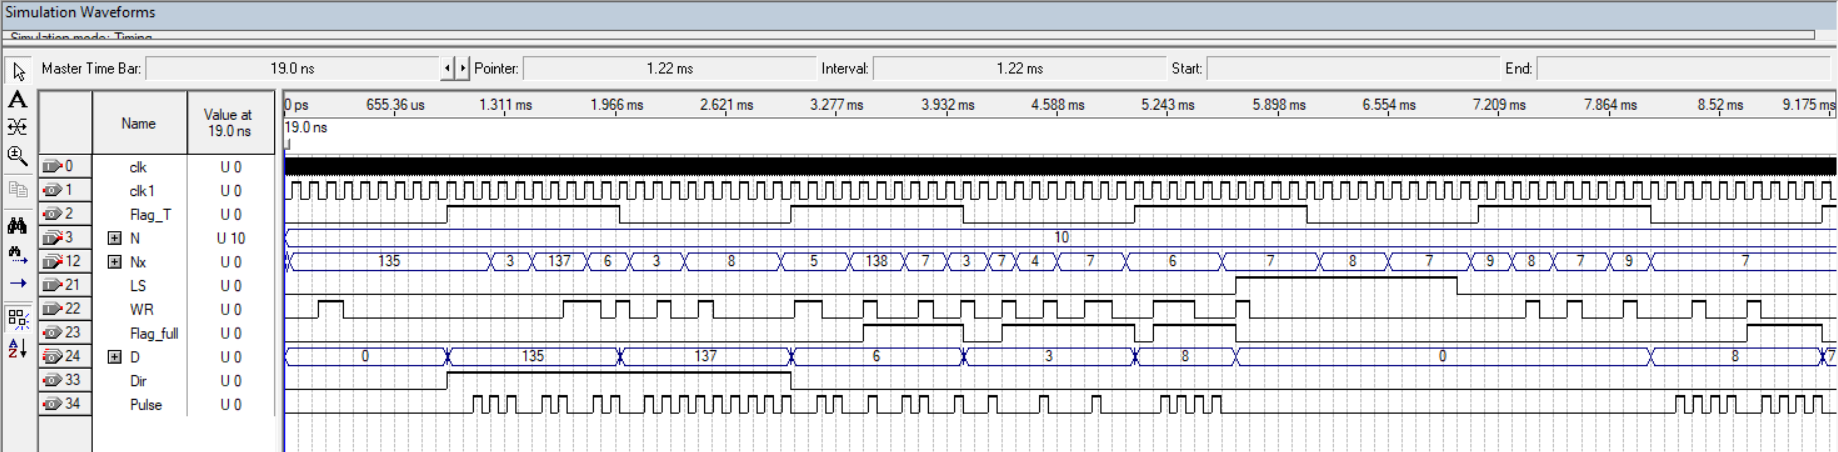 Simulation Waveforms
Simulation mode: Timing
Master Time Bar: 19.0 ns Pointer: 1.22 ms Interval: 1.22 ms Start: End:
Name Value at 19.0 ns
0 ps 655.36 us 1.311 ms 1.966 ms 2.621 ms 3.277 ms 3.932 ms 4.588 ms 5.243 ms 5.898 ms 6.554 ms 7.209 ms 7.864 ms 8.52 ms 9.175 ms
19.0 ns
0 clk U 0
1 clk1 U 0
2 Flag_T U 0
3 N U 10 10
12 Nx U 0 135 3 137 6 3 8 5 138 7 3 7 4 7 6 7 8 7 9 8 7 9 7
21 LS U 0
22 WR U 0
23 Flag_full U 0
24 D U 0 0 135 137 6 3 8 0 8 7
33 Dir U 0
34 Pulse U 0